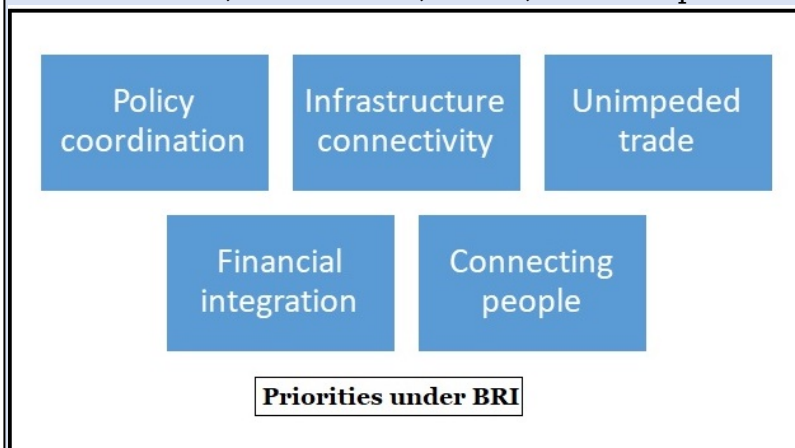 Policy
coordination
Infrastructure
connectivity
Unimpeded
trade
Financial
integration
Connecting
people
Priorities under BRI